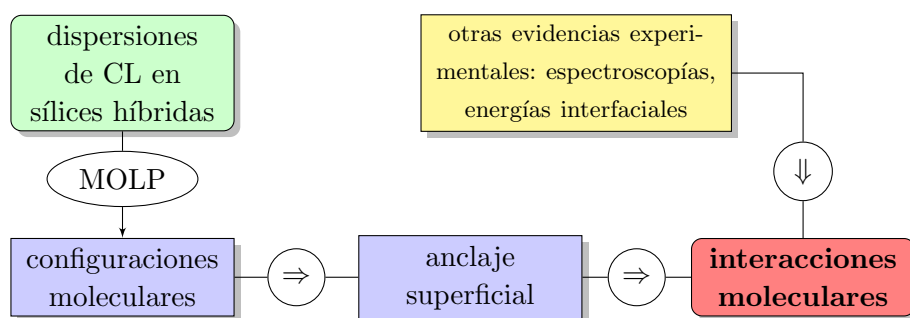 dispersiones
de CL en
sílices híbridas
otras evidencias experi-
mentales: espectroscopías,
energías interfaciales
MOLP
⇓
configuraciones
moleculares
⇒
anclaje
superficial
⇒
interacciones
moleculares